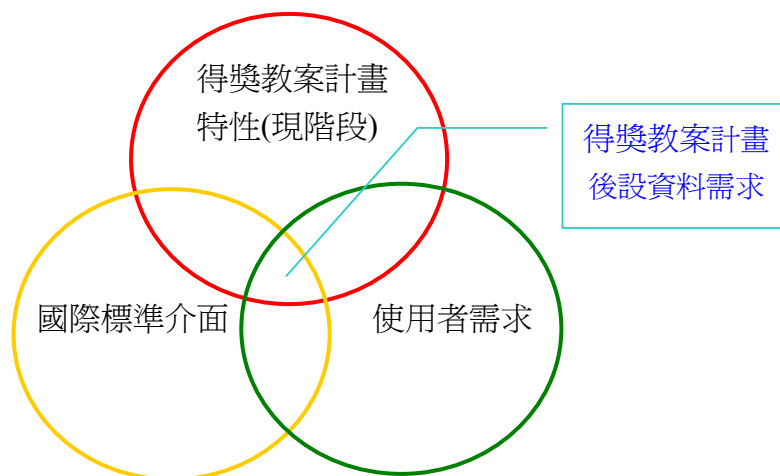 得獎教案計畫
特性(現階段)
得獎教案計畫
後設資料需求
國際標準介面
使用者需求